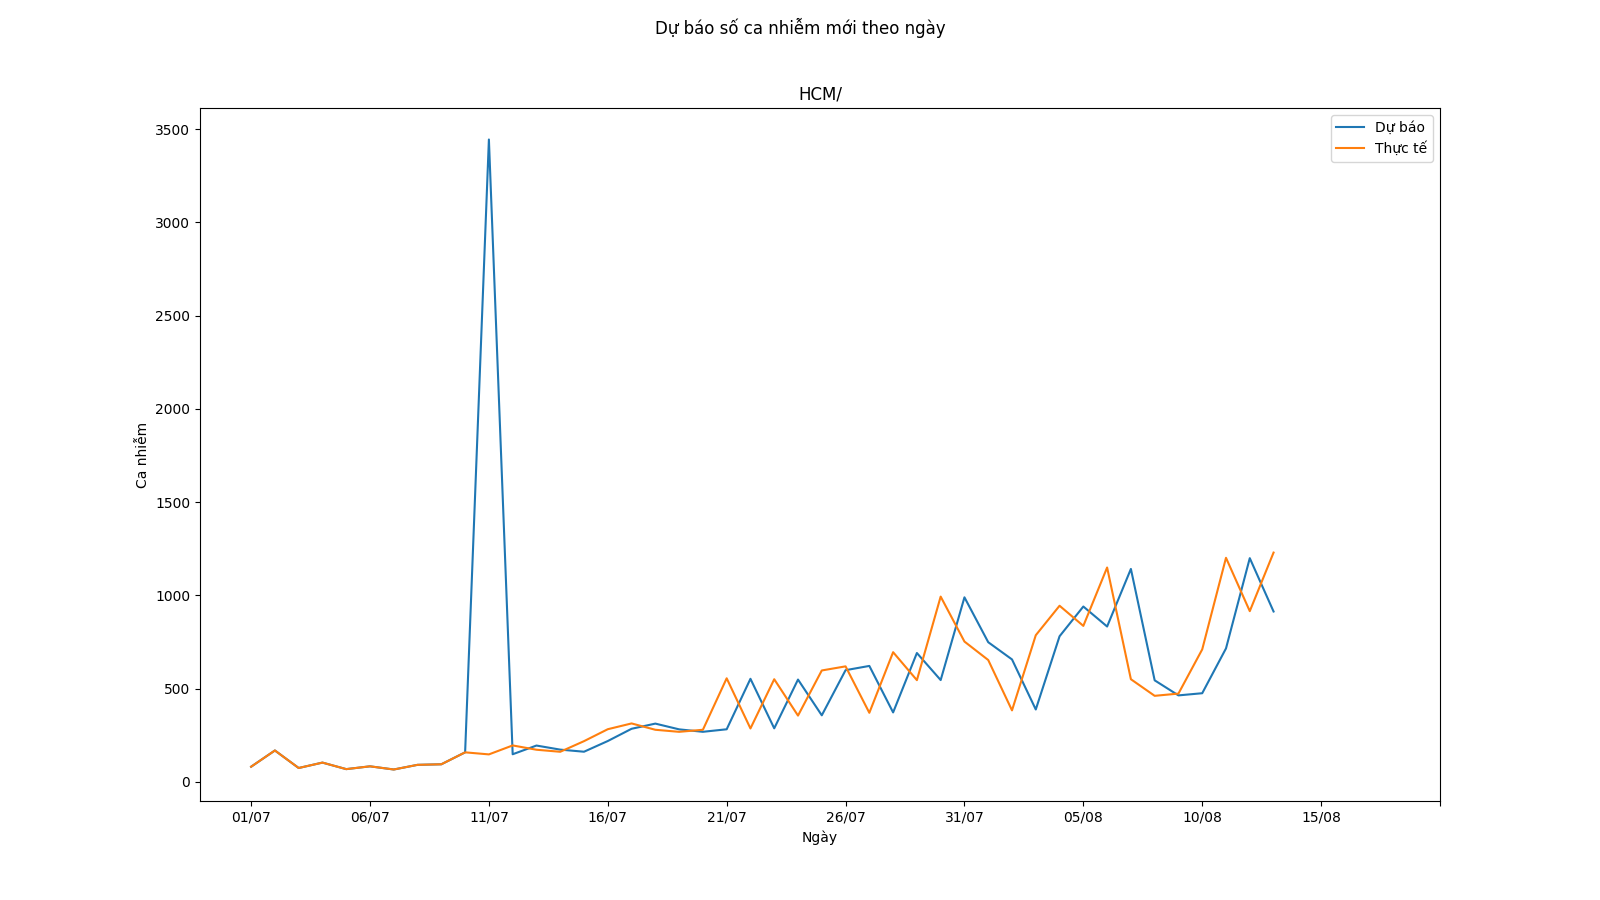 Dự báo số ca nhiễm mới theo ngày
HCM/
Dự báo
Thực tế
3500
3000
2500
2000
1500
1000
500
0
Ca nhiễm
01/07 06/07 11/07 16/07 21/07 26/07 31/07 05/08 10/08 15/08
Ngày